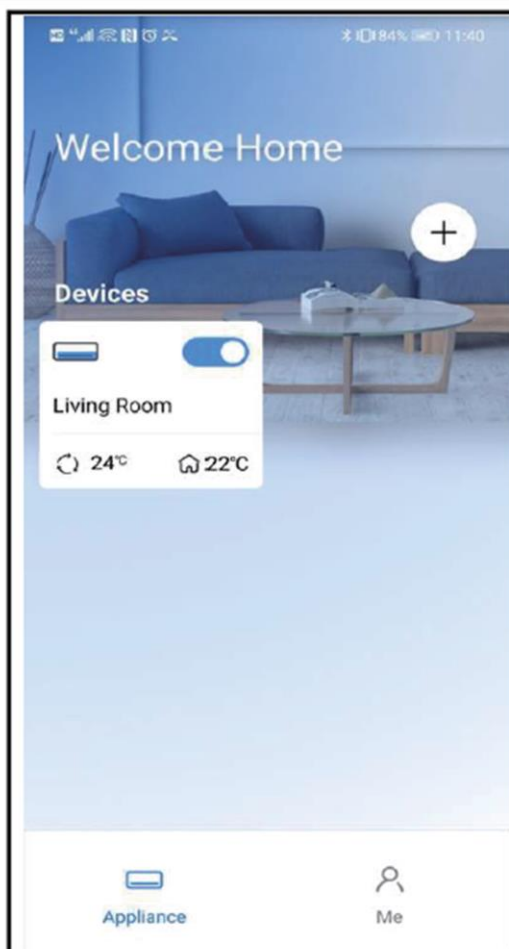 84% 11:40
Welcome Home
+
Devices
Living Room
24℃ 22℃
Appliance Me